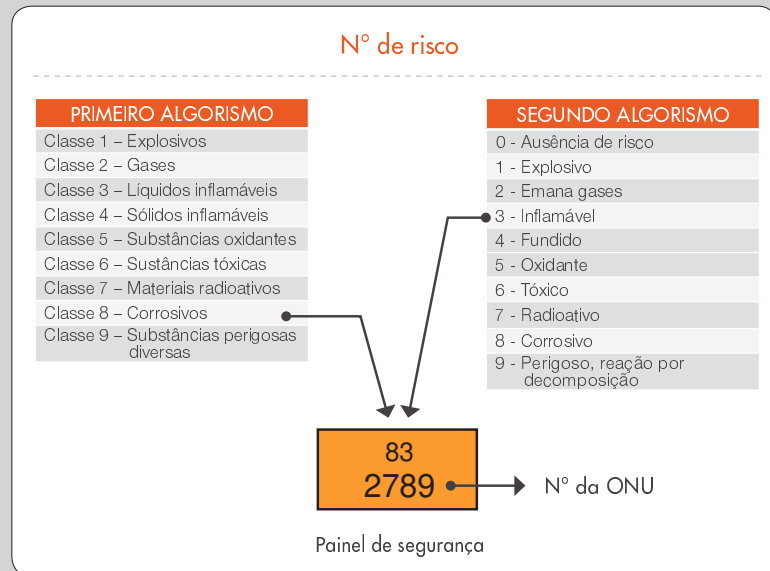 Nº de risco
PRIMEIRO ALGORISMO
Classe 1 – Explosivos
Classe 2 – Gases
Classe 3 – Líquidos inflamáveis
Classe 4 – Sólidos inflamáveis
Classe 5 – Substâncias oxidantes
Classe 6 – Sustâncias tóxicas
Classe 7 – Materiais radioativos
Classe 8 – Corrosivos
Classe 9 – Substâncias perigosas
diversas
SEGUNDO ALGORISMO
0 - Ausência de risco
1 - Explosivo
2 - Emana gases
3 - Inflamável
4 - Fundido
5 - Oxidante
6 - Tóxico
7 - Radioativo
8 - Corrosivo
9 - Perigoso, reação por
decomposição
83
2789
Nº da ONU
Painel de segurança